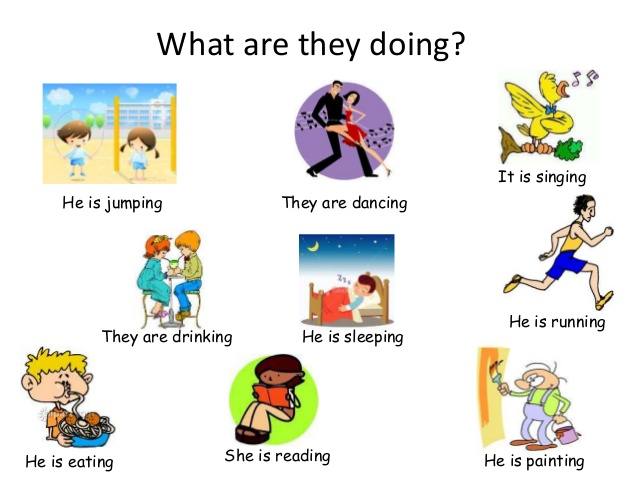 What are they doing?
He is jumping
They are dancing
It is singing
They are drinking
He is sleeping
He is running
He is eating
She is reading
He is painting